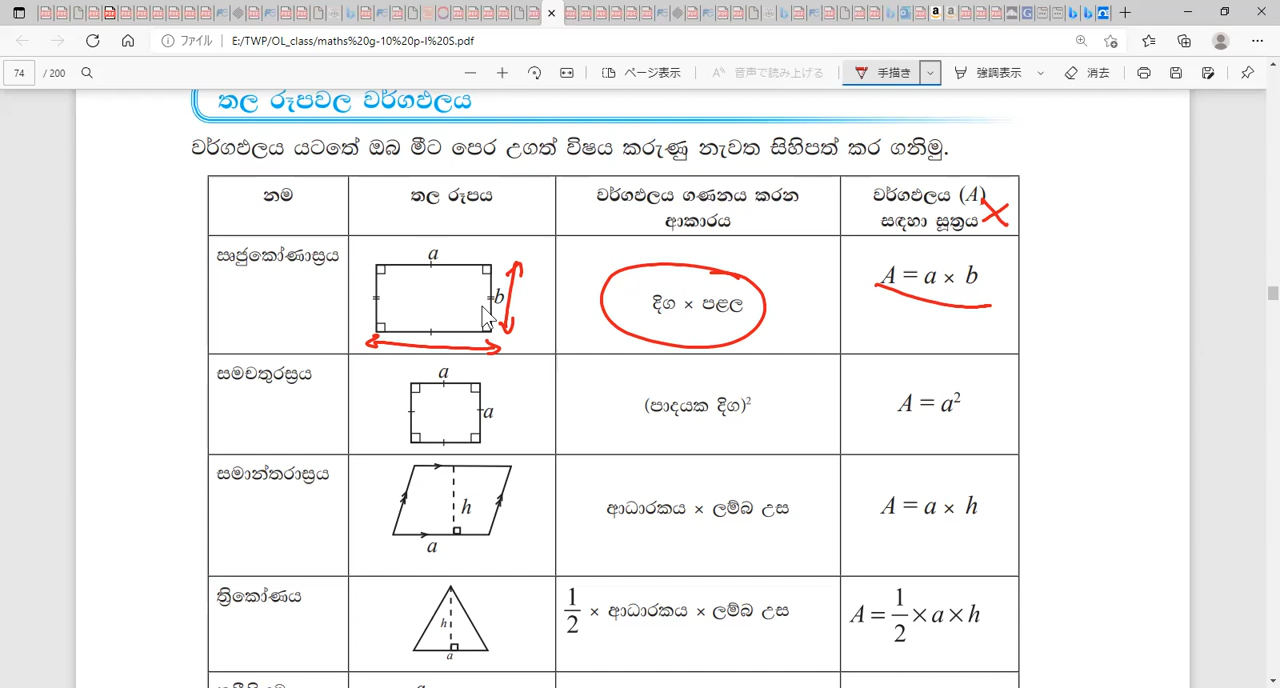 ファイル E:/TWP/OL_class/maths%20g-10%20p-I%20S.pdf
74 / 200 ページ表示 音声で読み上げる 手描き 強調表示 消去
තල රූපවල වර්ගඵලය
වර්ගඵලය යටතේ ඔබ මීට පෙර උගත් විෂය කරුණු නැවත සිහිපත් කර ගනිමු.
නම තල රූපය වර්ගඵලය ගණනය කරන ආකාරය වර්ගඵලය (A) සඳහා සූත්‍රය
ඍජුකෝණාස්‍රය a b දිග × පළල A = a × b
සමචතුරස්‍රය a a (පාදයක දිග)² A = a²
සමාන්තරාස්‍රය h a ආධාරකය × ලම්බ උස A = a × h
ත්‍රිකෝණය h a 1/2 × ආධාරකය × ලම්බ උස A = 1/2 × a × h
a